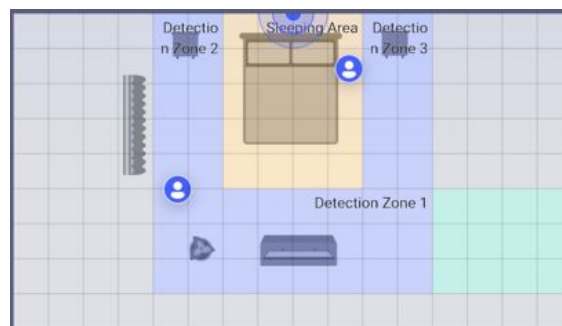 Detectio
n Zone 2
Sleeping Area
Detectio
n Zone 3
Detection Zone 1